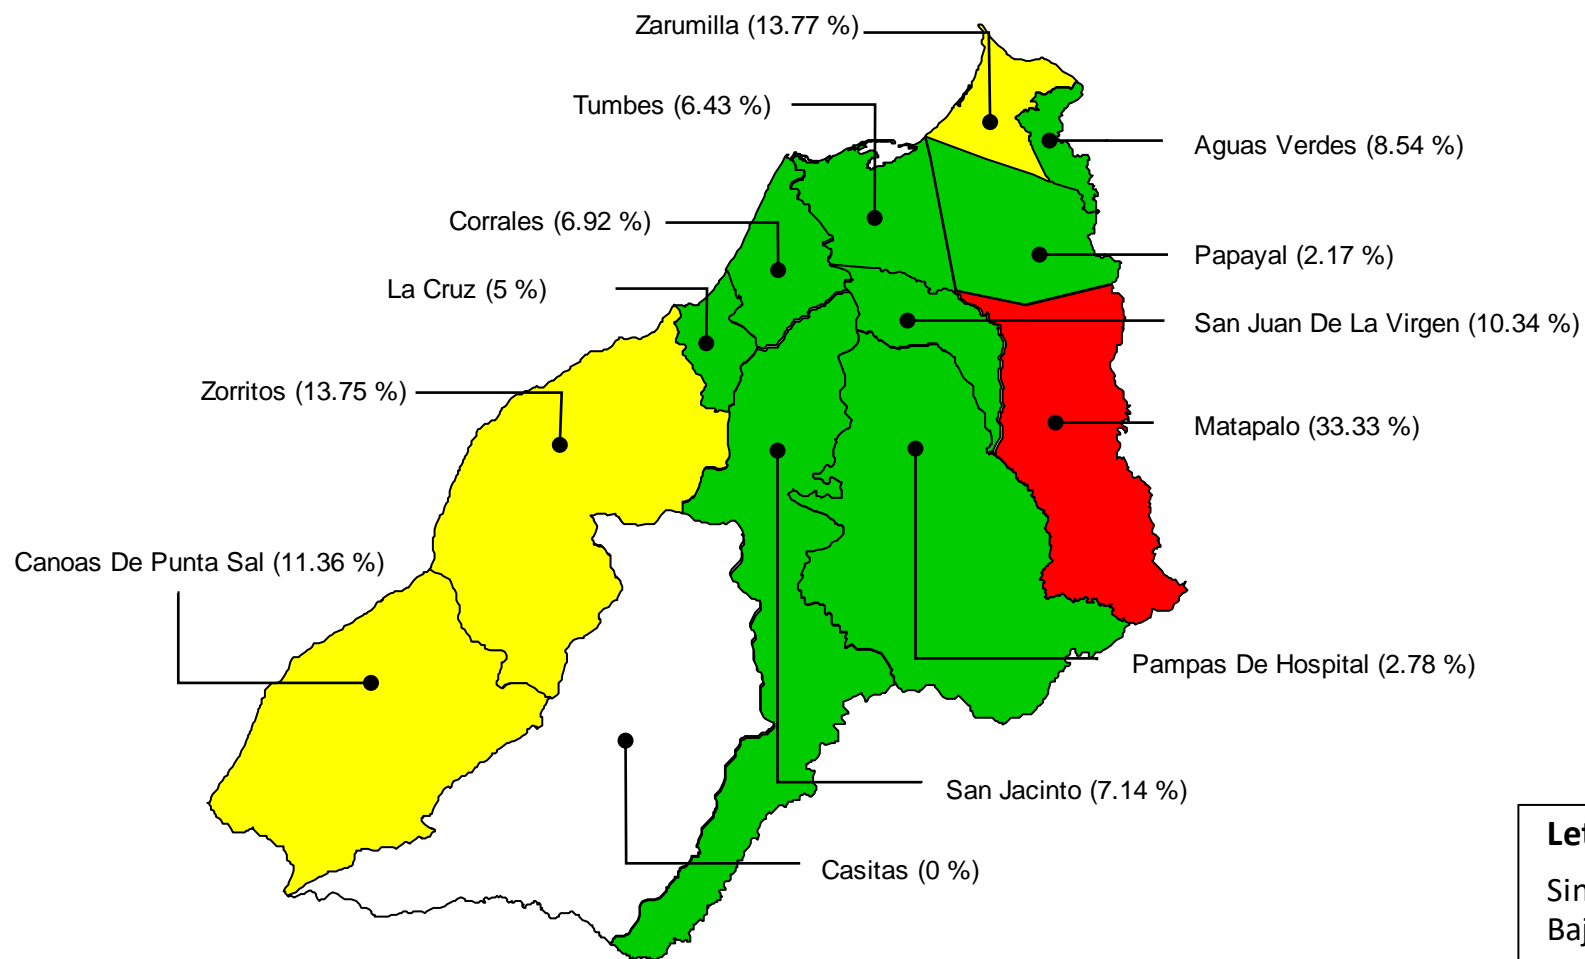 Zarumilla (13.77 %)
Tumbes (6.43 %)
Aguas Verdes (8.54 %)
Corrales (6.92 %)
Papayal (2.17 %)
La Cruz (5 %)
San Juan De La Virgen (10.34 %)
Zorritos (13.75 %)
Matapalo (33.33 %)
Canoas De Punta Sal (11.36 %)
Pampas De Hospital (2.78 %)
San Jacinto (7.14 %)
Casitas (0 %)
Sin